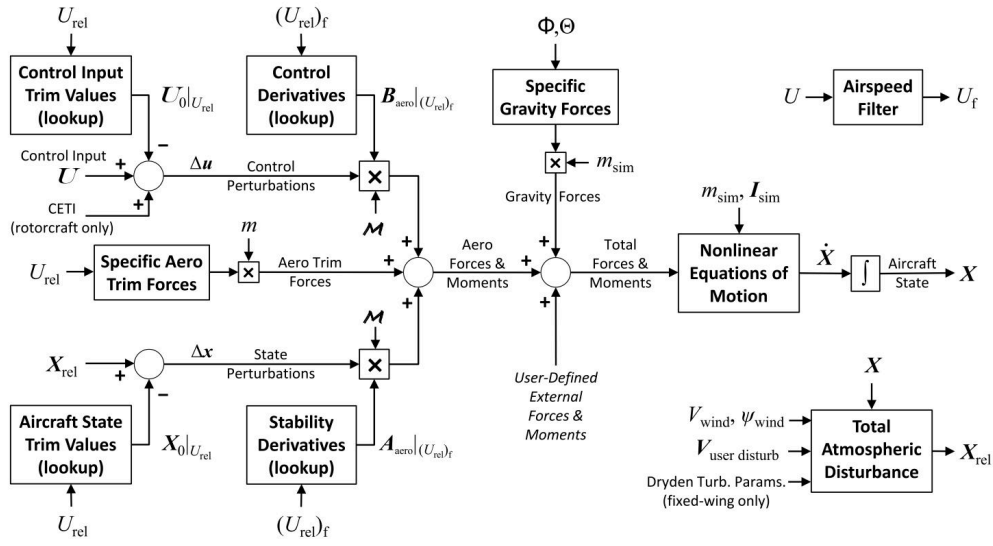 U_rel
Control Input
Trim Values
(lookup)
U_0|_U_rel
(U_rel)_f
Control
Derivatives
(lookup)
B_aero|_(U_rel)_f
Φ,Θ
Specific
Gravity Forces
×
m_sim
Gravity Forces
U
Airspeed
Filter
U_f
Control Input
U
+
−
+
CETI
(rotorcraft only)
Δu
Control
Perturbations
×
M
U_rel
Specific Aero
Trim Forces
m
×
Aero Trim
Forces
+
+
+
Aero
Forces &
Moments
+
+
+
Total
Forces &
Moments
m_sim, I_sim
Nonlinear
Equations of
Motion
Ẋ
∫
Aircraft
State
X
X_rel
+
−
Δx
State
Perturbations
M
×
Aircraft State
Trim Values
(lookup)
X_0|_U_rel
U_rel
Stability
Derivatives
(lookup)
A_aero|_(U_rel)_f
(U_rel)_f
User-Defined
External
Forces &
Moments
X
V_wind, ψ_wind
V_user disturb
Dryden Turb. Params.
(fixed-wing only)
Total
Atmospheric
Disturbance
X_rel